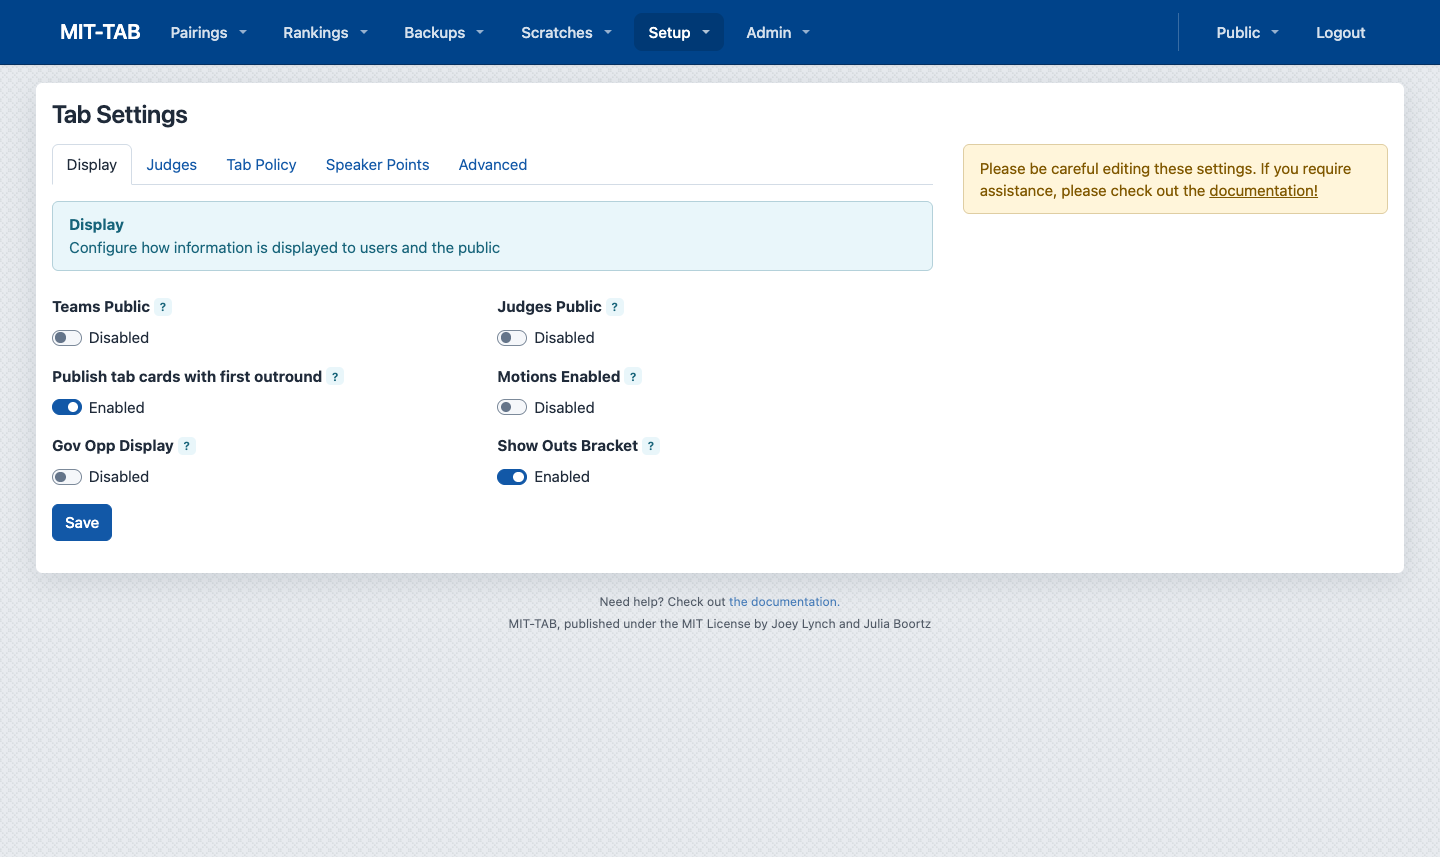 MIT-TAB Pairings Rankings Backups Scratches Setup Admin Public Logout
Tab Settings
Display Judges Tab Policy Speaker Points Advanced
Please be careful editing these settings. If you require
assistance, please check out the documentation!
Display
Configure how information is displayed to users and the public
Teams Public ? Judges Public ?
Disabled Disabled
Publish tab cards with first outround ? Motions Enabled ?
Enabled Disabled
Gov Opp Display ? Show Outs Bracket ?
Disabled Enabled
Save
Need help? Check out the documentation.
MIT-TAB, published under the MIT License by Joey Lynch and Julia Boortz